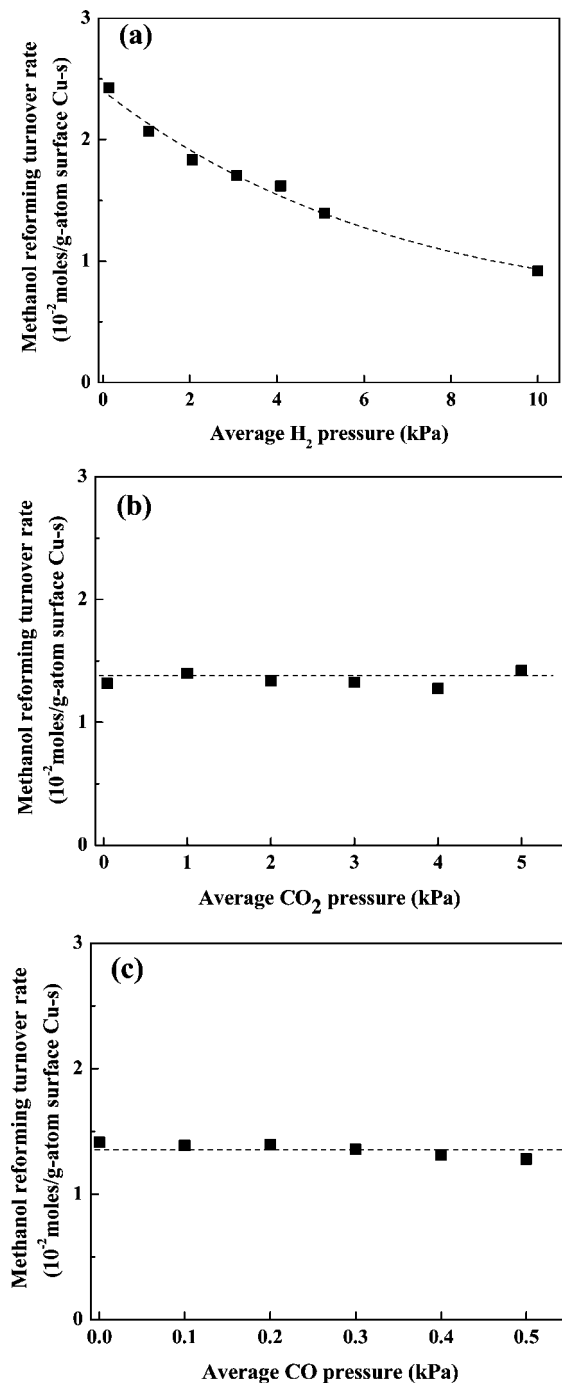 (a)
Methanol reforming turnover rate
(10⁻² moles/g-atom surface Cu-s)
3
2
1
0
0 2 4 6 8 10
Average H₂ pressure (kPa)
(b)
Methanol reforming turnover rate
(10⁻² moles/g-atom surface Cu-s)
3
2
1
0
0 1 2 3 4 5
Average CO₂ pressure (kPa)
(c)
Methanol reforming turnover rate
(10⁻² moles/g-atom surface Cu-s)
3
2
1
0
0.0 0.1 0.2 0.3 0.4 0.5
Average CO pressure (kPa)